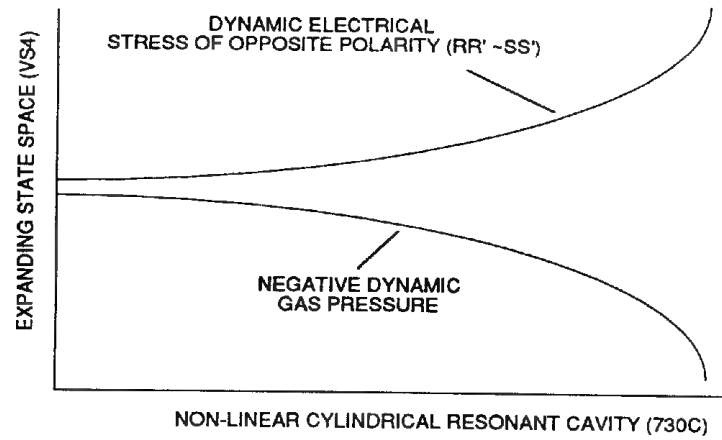 DYNAMIC ELECTRICAL
STRESS OF OPPOSITE POLARITY (RR' ~SS')
EXPANDING STATE SPACE (VS4)
NEGATIVE DYNAMIC
GAS PRESSURE
NON-LINEAR CYLINDRICAL RESONANT CAVITY (730C)